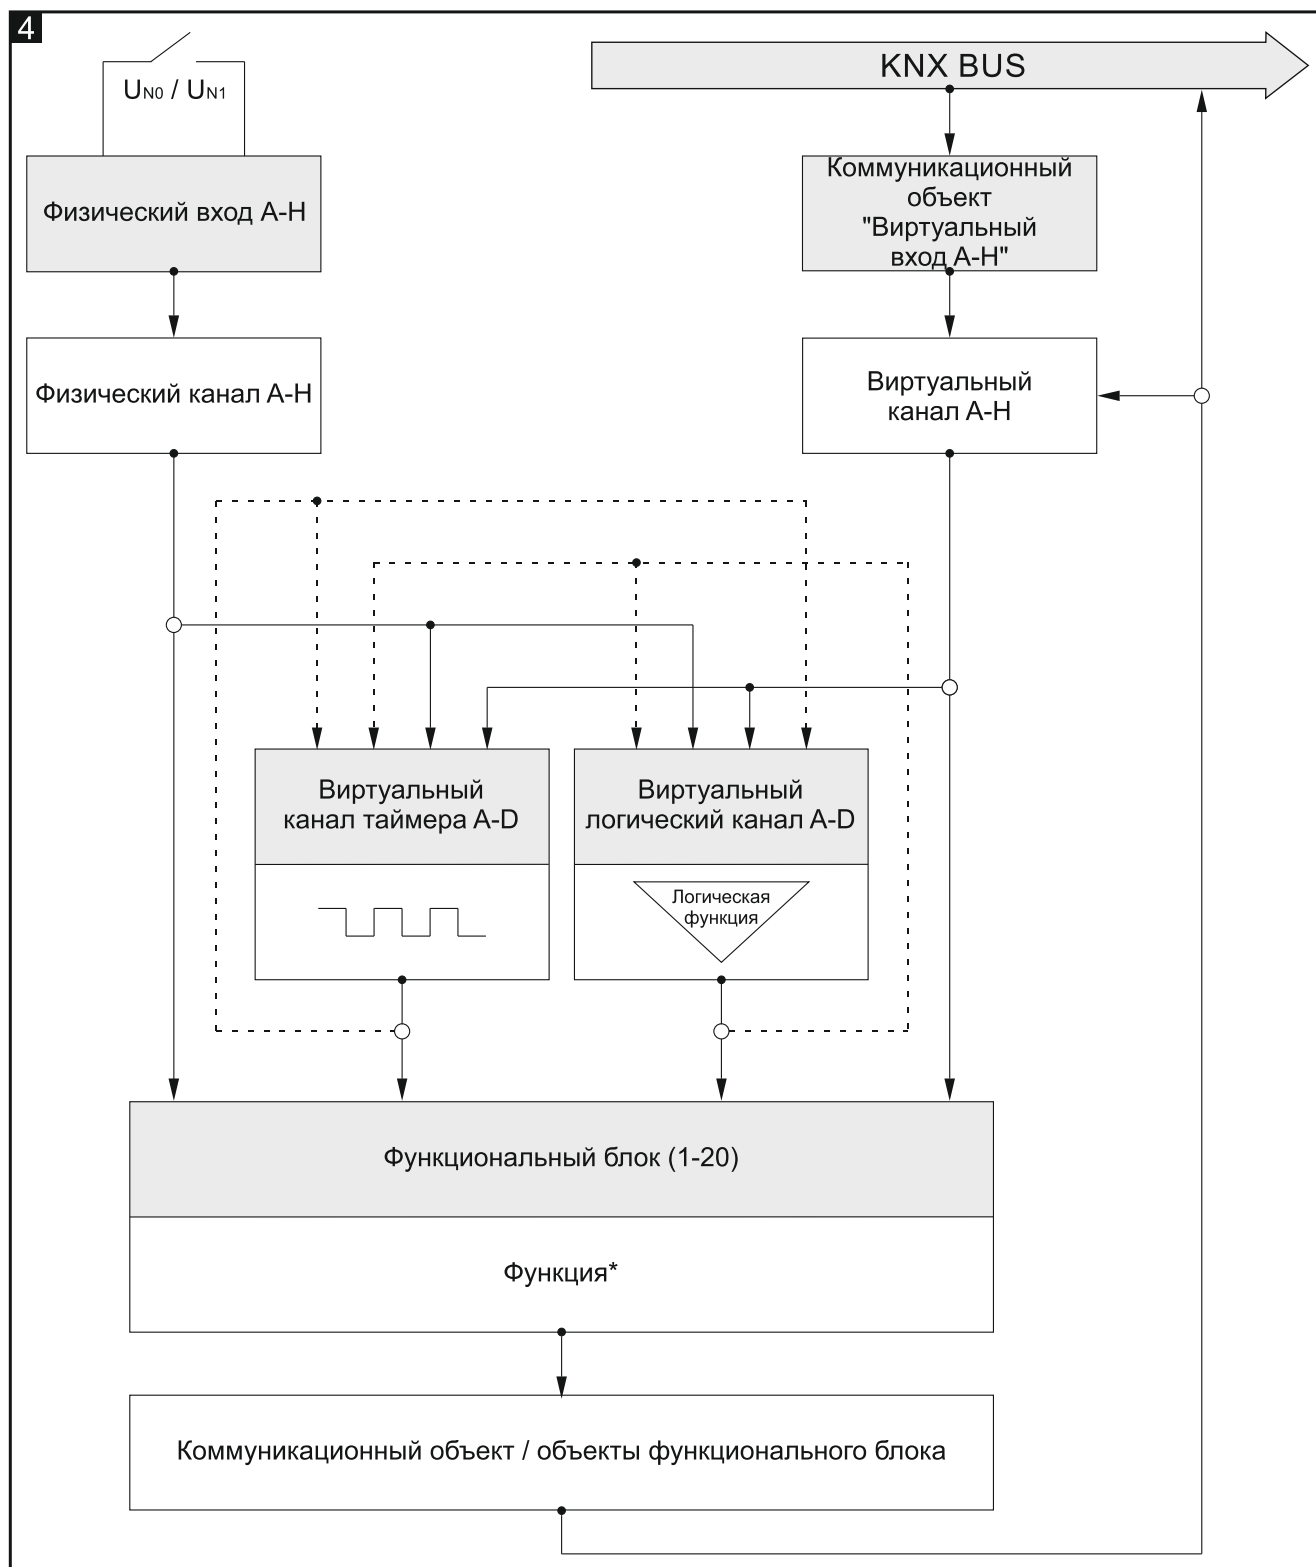 4
UN0 / UN1
KNX BUS
Физический вход A-H
Коммуникационный
объект
"Виртуальный
вход A-H"
Физический канал A-H
Виртуальный
канал A-H
Виртуальный
канал таймера A-D
Виртуальный
логический канал A-D
Логическая
функция
Функциональный блок (1-20)
Функция*
Коммуникационный объект / объекты функционального блока